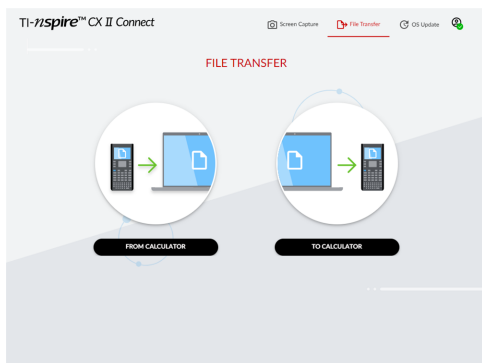 TI-nspire™ CX II Connect
Screen Capture
File Transfer
OS Update
FILE TRANSFER
FROM CALCULATOR
TO CALCULATOR